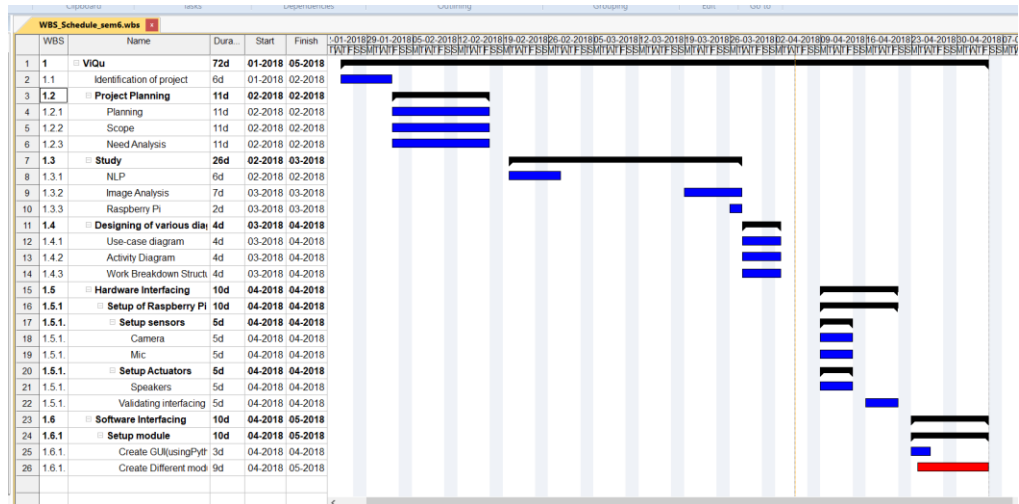 Clipboard Tasks Dependencies Outlining Grouping Edit Go to
WBS_Schedule_sem6.wbs x
WBS Name Dura... Start Finish
-01-2018 29-01-2018 05-02-2018 12-02-2018 19-02-2018 26-02-2018 05-03-2018 12-03-2018 19-03-2018 26-03-2018 02-04-2018 09-04-2018 16-04-2018 23-04-2018 30-04-2018 07-0
1 1 ViQu 72d 01-2018 05-2018
2 1.1 Identification of project 6d 01-2018 02-2018
3 1.2 Project Planning 11d 02-2018 02-2018
4 1.2.1 Planning 11d 02-2018 02-2018
5 1.2.2 Scope 11d 02-2018 02-2018
6 1.2.3 Need Analysis 11d 02-2018 02-2018
7 1.3 Study 26d 02-2018 03-2018
8 1.3.1 NLP 6d 02-2018 02-2018
9 1.3.2 Image Analysis 7d 03-2018 03-2018
10 1.3.3 Raspberry Pi 2d 03-2018 03-2018
11 1.4 Designing of various diag 4d 03-2018 04-2018
12 1.4.1 Use-case diagram 4d 03-2018 04-2018
13 1.4.2 Activity Diagram 4d 03-2018 04-2018
14 1.4.3 Work Breakdown Structu 4d 03-2018 04-2018
15 1.5 Hardware Interfacing 10d 04-2018 04-2018
16 1.5.1 Setup of Raspberry Pi 10d 04-2018 04-2018
17 1.5.1. Setup sensors 5d 04-2018 04-2018
18 1.5.1. Camera 5d 04-2018 04-2018
19 1.5.1. Mic 5d 04-2018 04-2018
20 1.5.1. Setup Actuators 5d 04-2018 04-2018
21 1.5.1. Speakers 5d 04-2018 04-2018
22 1.5.1. Validating interfacing 5d 04-2018 04-2018
23 1.6 Software Interfacing 10d 04-2018 05-2018
24 1.6.1 Setup module 10d 04-2018 05-2018
25 1.6.1. Create GUI(usingPyth 3d 04-2018 04-2018
26 1.6.1. Create Different modu 9d 04-2018 05-2018